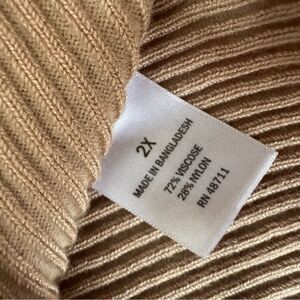 2X
MADE IN BANGLADESH
72% VISCOSE
28% NYLON
RN 48711